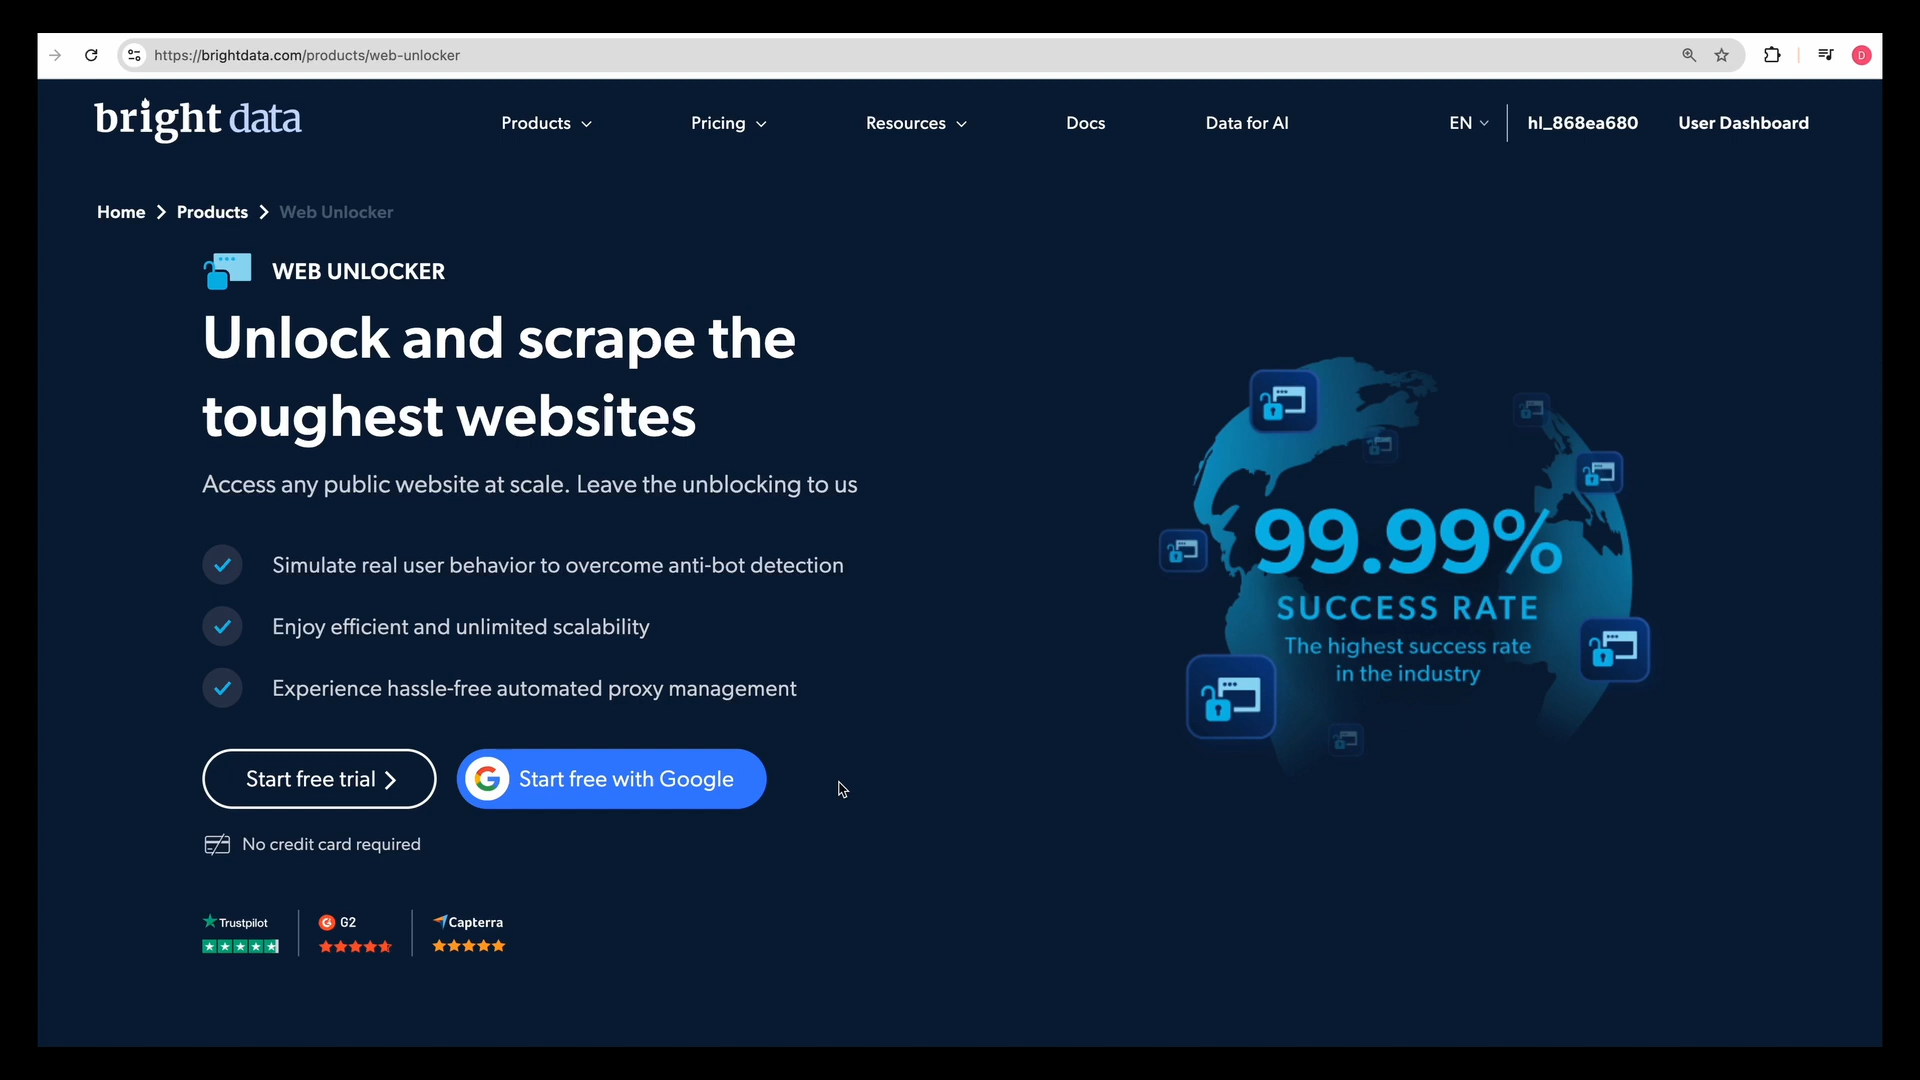 https://brightdata.com/products/web-unlocker
D
bright data
Products
Pricing
Resources
Docs
Data for AI
EN
hl_868ea680
User Dashboard
Home
Products
Web Unlocker
WEB UNLOCKER
Unlock and scrape the
toughest websites
Access any public website at scale. Leave the unblocking to us
Simulate real user behavior to overcome anti-bot detection
Enjoy efficient and unlimited scalability
Experience hassle-free automated proxy management
Start free trial
Start free with Google
No credit card required
Trustpilot
G2
Capterra
99.99%
SUCCESS RATE
The highest success rate
in the industry